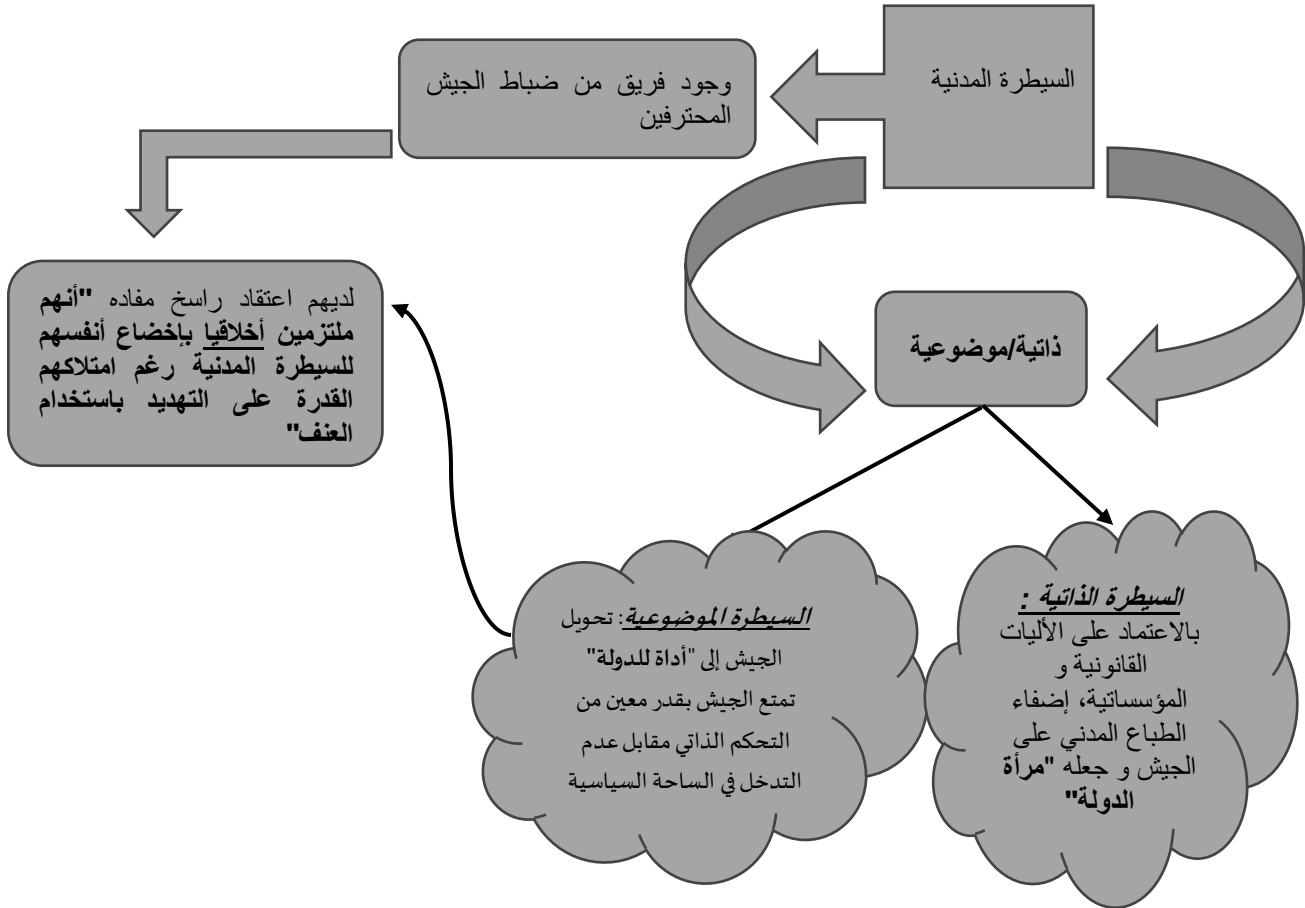 السيطرة المدنية
وجود فريق من ضباط الجيش
المحترفين
لديهم اعتقاد راسخ مفاده "أنهم
ملتزمين أخلاقيا بإخضاع أنفسهم
للسيطرة المدنية رغم امتلاكهم
القدرة على التهديد باستخدام
العنف"
ذاتية/موضوعية
السيطرة الذاتية :
بالاعتماد على الأليات
القانونية و
المؤسساتية، إضفاء
الطباع المدني على
الجيش و جعله "مرأة
الدولة"
السيطرة الموضوعية: تحويل
الجيش إلى "أداة للدولة"
تمتع الجيش بقدر معين من
التحكم الذاتي مقابل عدم
التدخل في الساحة السياسية